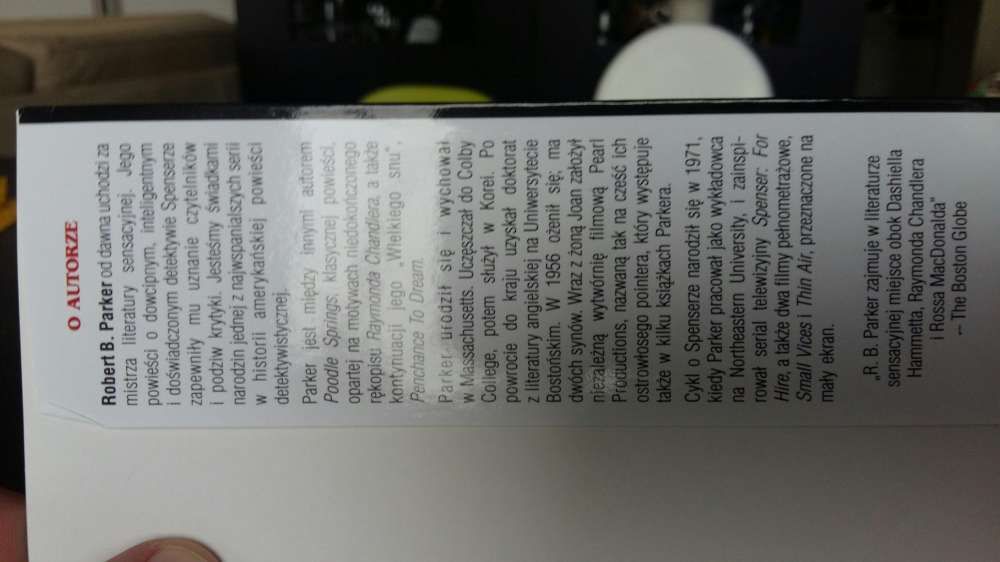 O AUTORZE
Robert B. Parker od dawna uchodzi za
mistrza literatury sensacyjnej. Jego
powieści o dowcipnym, inteligentnym
i doświadczonym detektywie Spenserze
zapewniły mu uznanie czytelników
i podziw krytyki. Jesteśmy świadkami
narodzin jednej z najwspanialszych serii
w historii amerykańskiej powieści
detektywistycznej.
Parker jest między innymi autorem
Poodle Springs, klasycznej powieści,
opartej na motywach niedokończonego
rękopisu Raymonda Chandlera, a także
kontynuacji jego „Wielkiego snu",
Penchance To Dream.
Parker urodził się i wychował
w Massachusetts. Uczęszczał do Colby
College, potem służył w Korei. Po
powrocie do kraju uzyskał doktorat
z literatury angielskiej na Uniwersytecie
Bostońskim. W 1956 ożenił się; ma
dwóch synów. Wraz z żoną Joan założył
niezależną wytwórnię filmową Pearl
Productions, nazwaną tak na cześć ich
ostrowłosego pointera, który występuje
także w kilku książkach Parkera.
Cykl o Spenserze narodził się w 1971,
kiedy Parker pracował jako wykładowca
na Northeastern University, i zainspi-
rował serial telewizyjny Spenser: For
Hire, a także dwa filmy pełnometrażowe,
Small Vices i Thin Air, przeznaczone na
mały ekran.
„R. B. Parker zajmuje w literaturze
sensacyjnej miejsce obok Dashiella
Hammetta, Raymonda Chandlera
i Rossa MacDonalda"
-- The Boston Globe